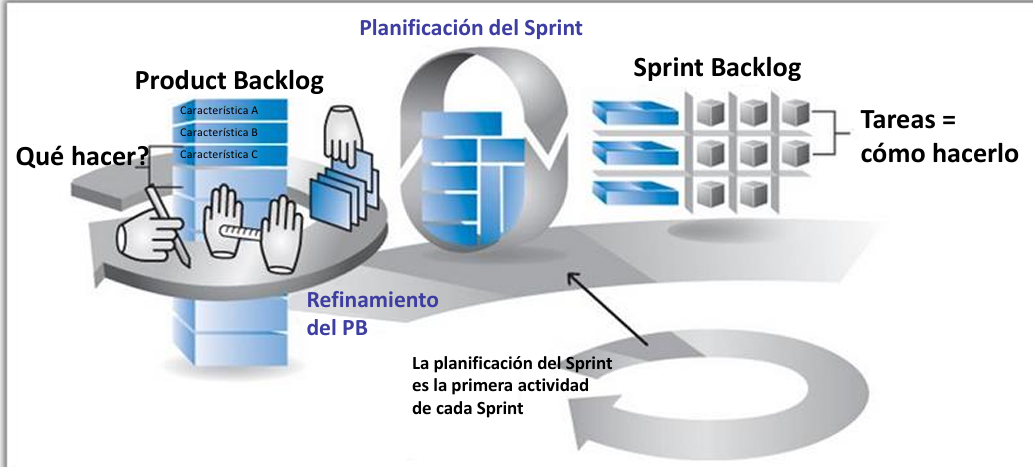 Planificación del Sprint
Product Backlog
Característica A
Característica B
Característica C
Qué hacer?
Sprint Backlog
Tareas =
cómo hacerlo
Refinamiento
del PB
La planificación del Sprint
es la primera actividad
de cada Sprint